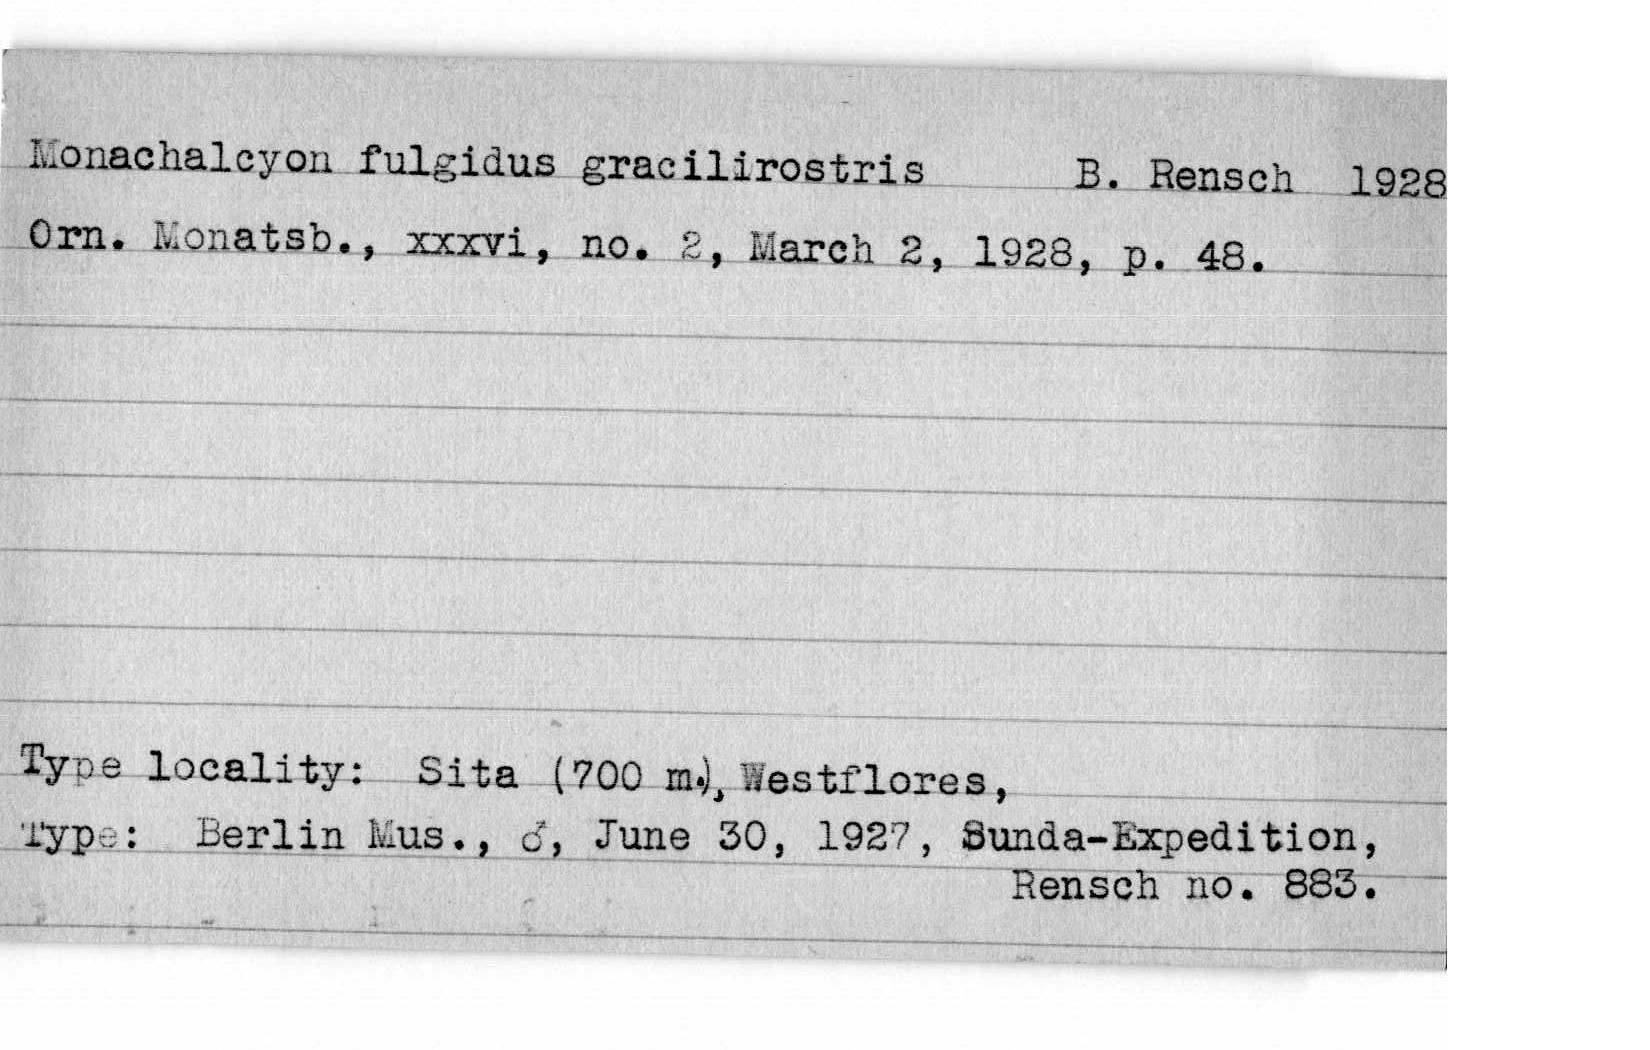 Monachalcyon fulgidus gracilirostris B. Rensch 1928
Orn. Monatsb., xxxvi, no. 2, March 2, 1928, p. 48.
Type locality: Sita (700 m.), Westflores,
Type: Berlin Mus., ♂, June 30, 1927, Sunda-Expedition,
Rensch no. 883.